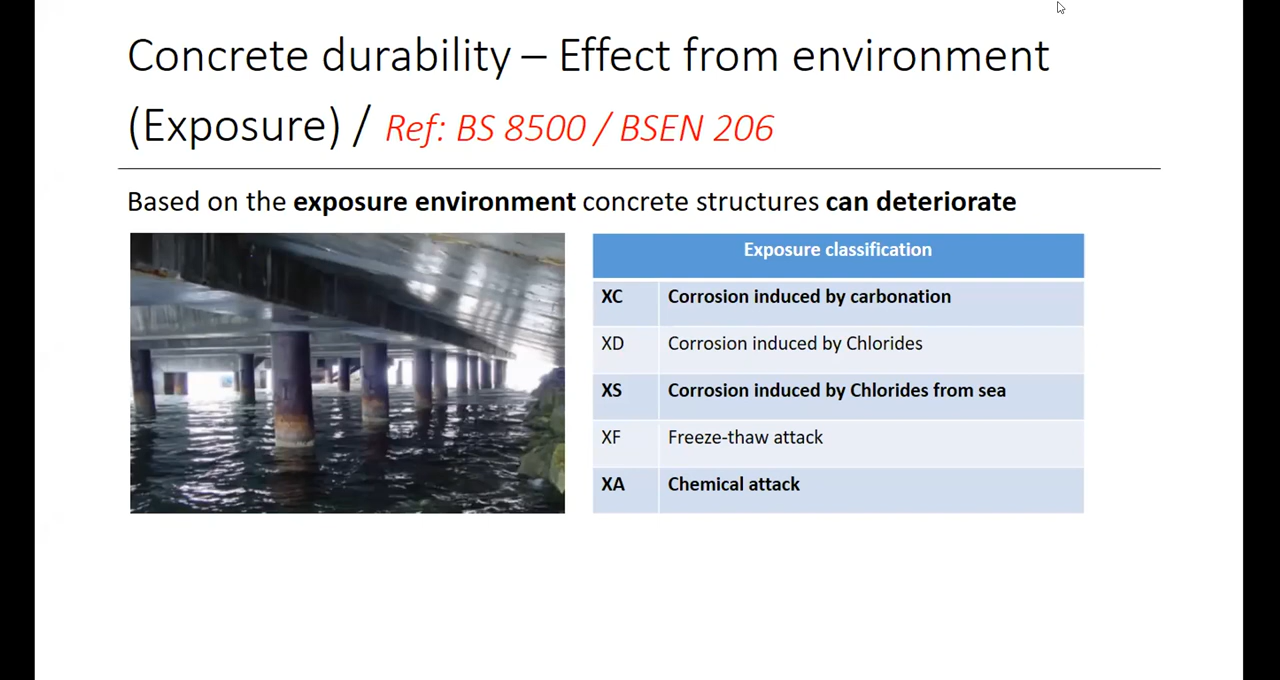 Concrete durability – Effect from environment
(Exposure) / Ref: BS 8500 / BSEN 206
Based on the exposure environment concrete structures can deteriorate
Exposure classification
XC Corrosion induced by carbonation
XD Corrosion induced by Chlorides
XS Corrosion induced by Chlorides from sea
XF Freeze-thaw attack
XA Chemical attack